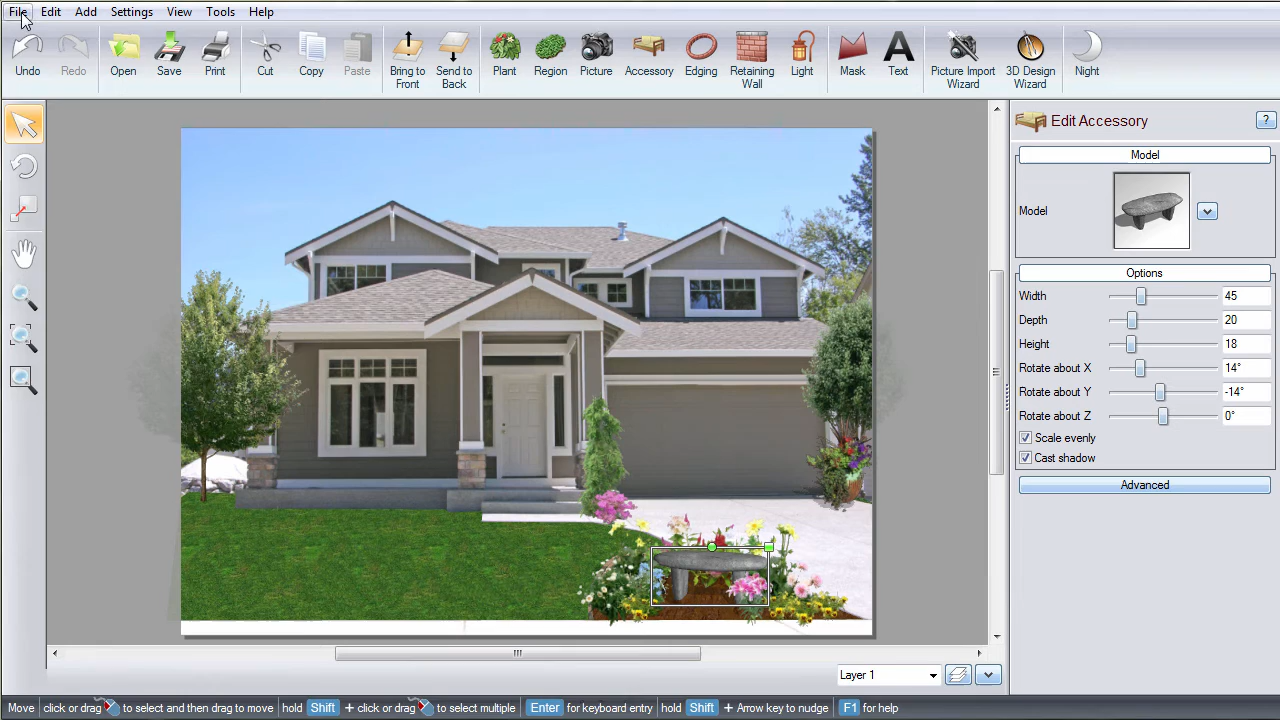 File Edit Add Settings View Tools Help
Undo Redo Open Save Print Cut Copy Paste Bring to Front Send to Back Plant Region Picture Accessory Edging Retaining Wall Light Mask Text Picture Import Wizard 3D Design Wizard Night
Edit Accessory ?
Model
Model
Options
Width 45
Depth 20
Height 18
Rotate about X 14°
Rotate about Y -14°
Rotate about Z 0°
Scale evenly
Cast shadow
Advanced
Layer 1
Move click or drag to select and then drag to move hold Shift + click or drag to select multiple Enter for keyboard entry hold Shift + Arrow key to nudge F1 for help